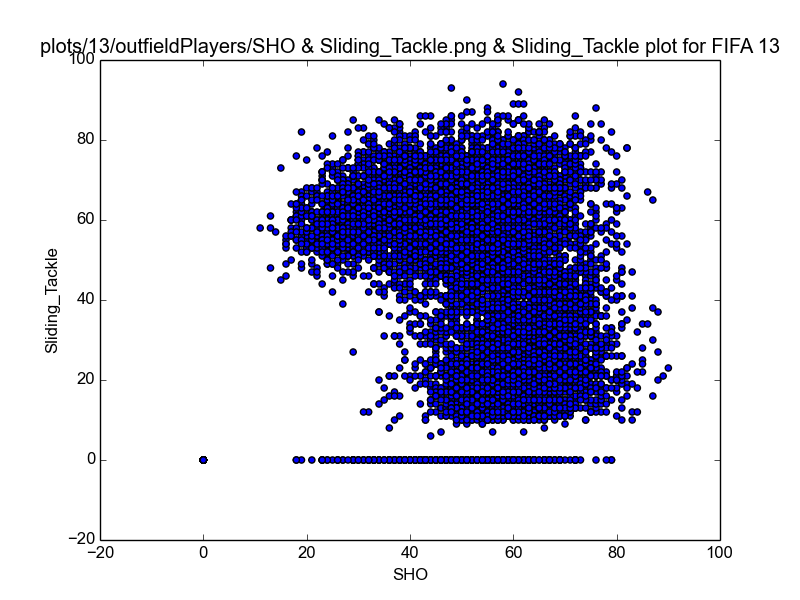 plots/13/outfieldPlayers/SHO & Sliding_Tackle.png & Sliding_Tackle plot for FIFA 13
100
80
60
40
20
0
−20
Sliding_Tackle
−20 0 20 40 60 80 100
SHO